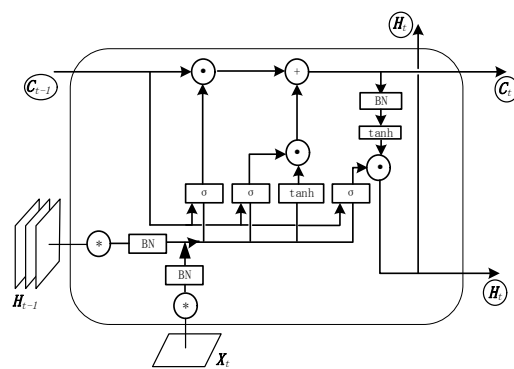 H_t
C_{t-1}
C_t
BN
tanh
σ
σ
tanh
σ
*
BN
BN
*
H_{t-1}
H_t
X_t